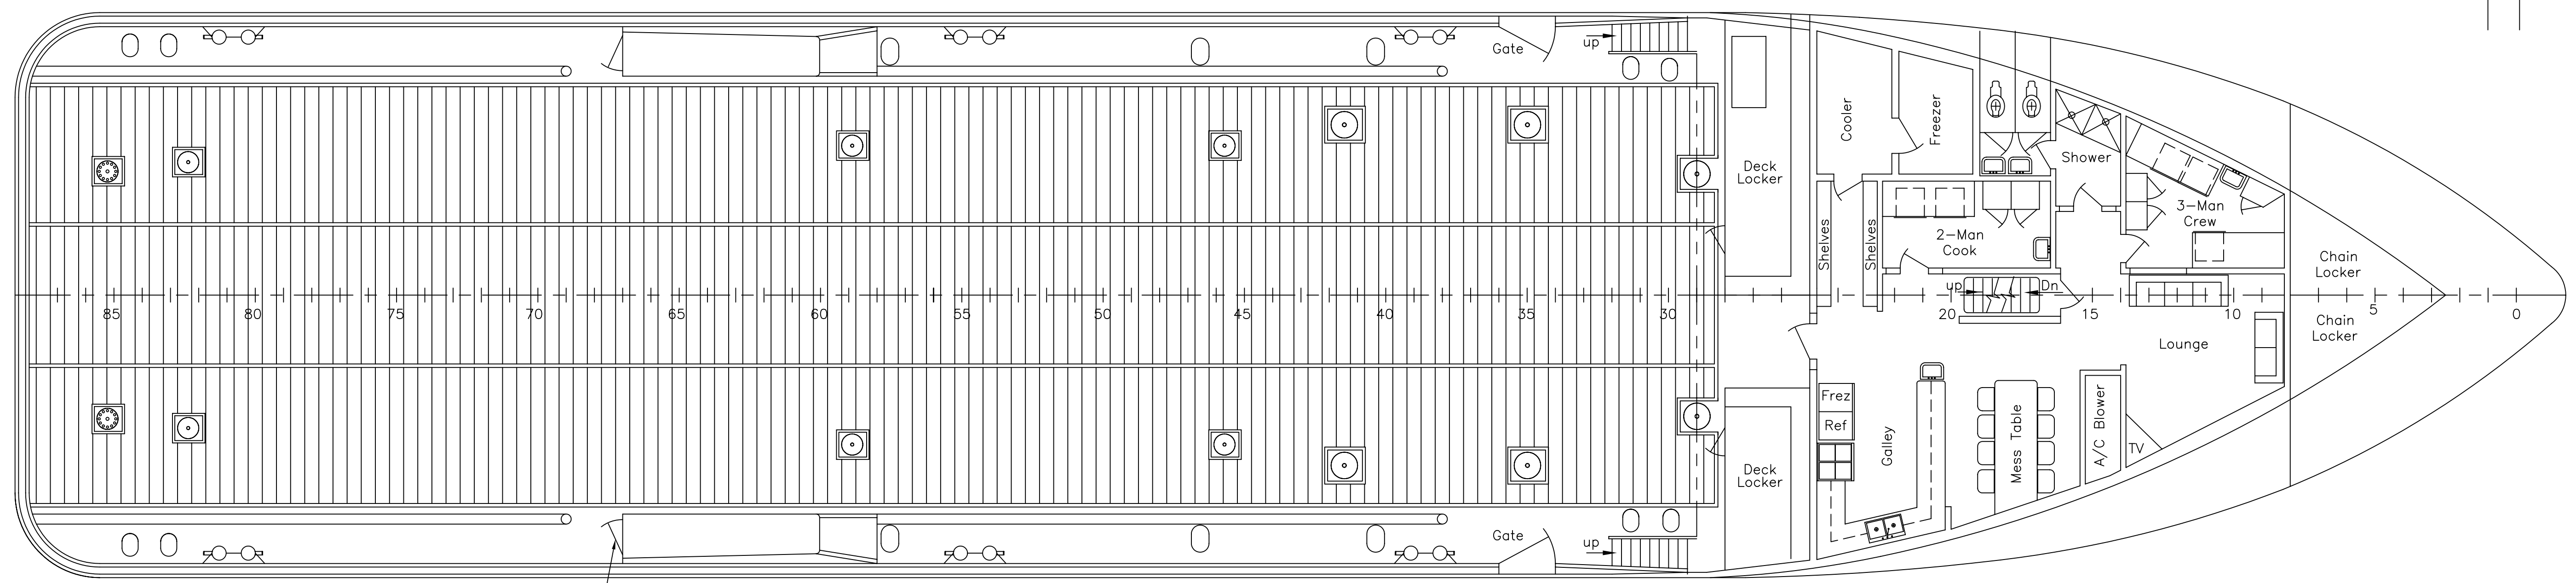 Gate
up
Cooler
Freezer
Deck
Locker
Shower
3-Man
Crew
Shelves
Shelves
2-Man
Cook
Chain
Locker
up
Dn
85
80
75
70
65
60
55
50
45
40
35
30
20
15
10
5
0
Chain
Locker
Lounge
Frez
Ref
Galley
Mess Table
A/C Blower
TV
Deck
Locker
Gate
up